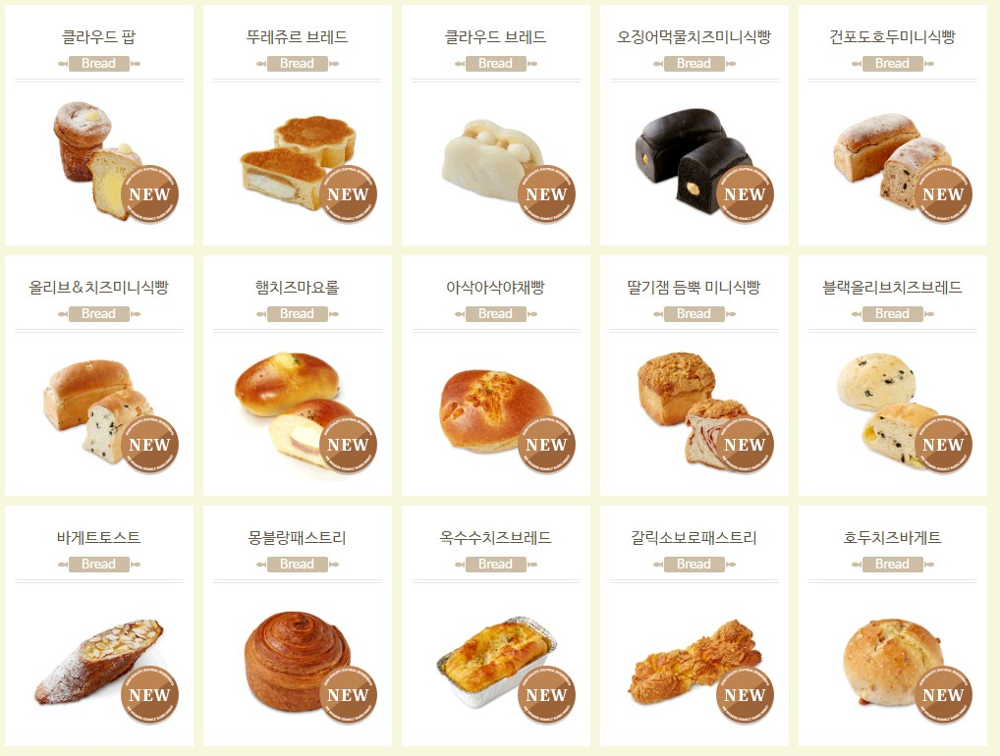 클라우드 팝
Bread
NEW
뚜레쥬르 브레드
Bread
NEW
클라우드 브레드
Bread
NEW
오징어먹물치즈미니식빵
Bread
NEW
건포도호두미니식빵
Bread
NEW
올리브&치즈미니식빵
Bread
NEW
햄치즈마요롤
Bread
NEW
아삭아삭야채빵
Bread
NEW
딸기잼 듬뿍 미니식빵
Bread
NEW
블랙올리브치즈브레드
Bread
NEW
바게트토스트
Bread
NEW
몽블랑패스트리
Bread
NEW
옥수수치즈브레드
Bread
NEW
갈릭소보로패스트리
Bread
NEW
호두치즈바게트
Bread
NEW